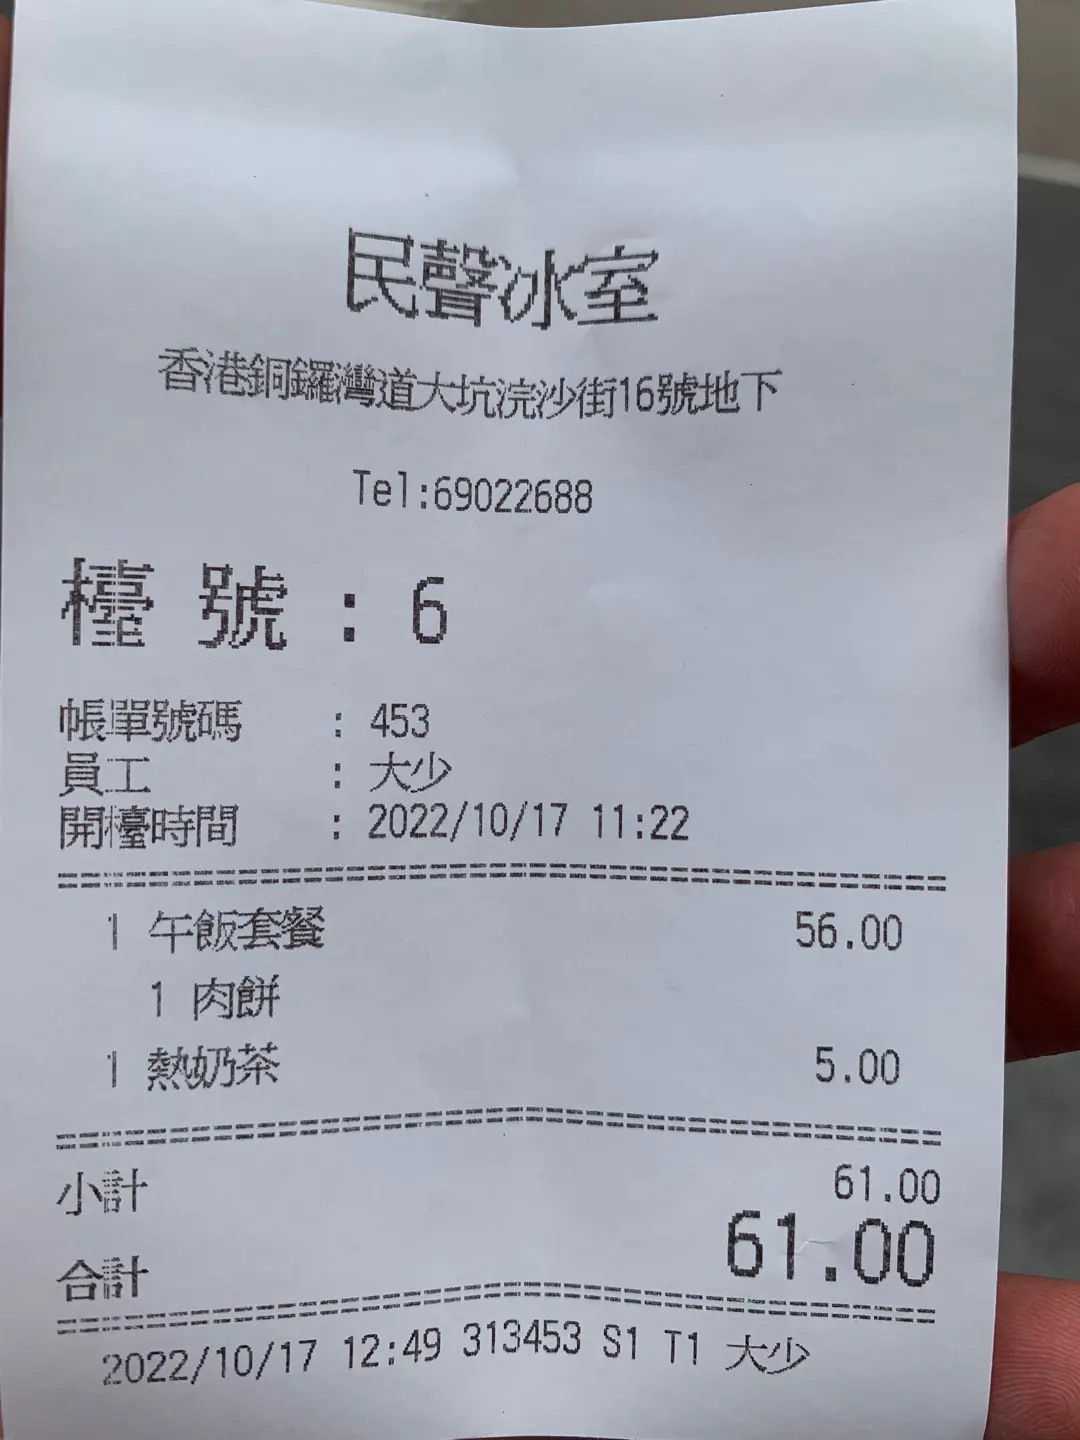 民聲冰室
香港銅鑼灣道大坑浣沙街16號地下
Tel:69022688
檯 號 : 6
帳單號碼 : 453
員工 : 大少
開檯時間 : 2022/10/17 11:22
1 午飯套餐 56.00
1 肉餅
1 熱奶茶 5.00
小計 61.00
合計 61.00
2022/10/17 12:49 313453 S1 T1 大少